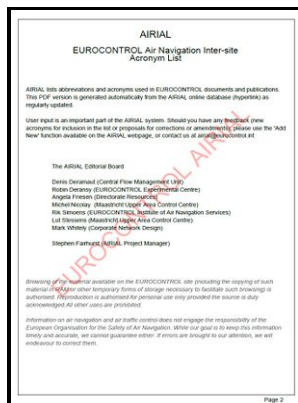 AIRIAL
EUROCONTROL Air Navigation Inter-site
Acronym List
AIRIAL lists abbreviations and acronyms used in EUROCONTROL documents and publications.
This PDF version is generated automatically from the AIRIAL online database (hyperlink) as
regularly updated.
User input is an important part of the AIRIAL system. Should you have any feedback (new
acronyms for inclusion in the list or proposals for corrections or amendments), please use the 'Add
New' function available on the AIRIAL webpage, or contact us at airial@eurocontrol.int
The AIRIAL Editorial Board
Denis Deransy (Central Flow Management Unit)
Robin Deransy (EUROCONTROL Experimental Centre)
Angela Friesen (Directorate Resources)
Michel Nicolay (Maastricht Upper Area Control Centre)
Rik Simoens (EUROCONTROL Institute of Air Navigation Services)
Lut Stessens (Maastricht Upper Area Control Centre)
Mark Whitely (Corporate Network Design)
Stephen Fairhurst (AIRIAL Project Manager)
EUROCONTROL AIRIAL
Browsing of the material available on the EUROCONTROL site (including the copying of such
material in RAM or other temporary forms of storage necessary to facilitate such browsing) is
authorised. Reproduction is authorised for personal use only provided the source is duly
acknowledged. All other uses are prohibited.
Information on air navigation and air traffic control does not engage the responsibility of the
European Organisation for the Safety of Air Navigation. While our goal is to keep this information
timely and accurate, we cannot guarantee either. If errors are brought to our attention, we will
endeavour to correct them.
Page 2